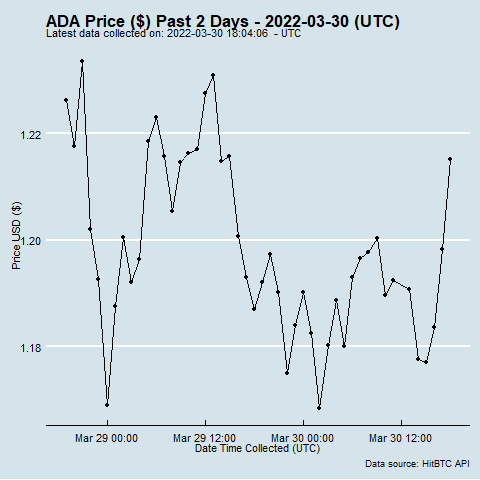 ADA Price ($) Past 2 Days - 2022-03-30 (UTC)
Latest data collected on: 2022-03-30 18:04:06  - UTC
1.22
1.20
1.18
Price USD ($)
Mar 29 00:00
Mar 29 12:00
Mar 30 00:00
Mar 30 12:00
Date Time Collected (UTC)
Data source: HitBTC API